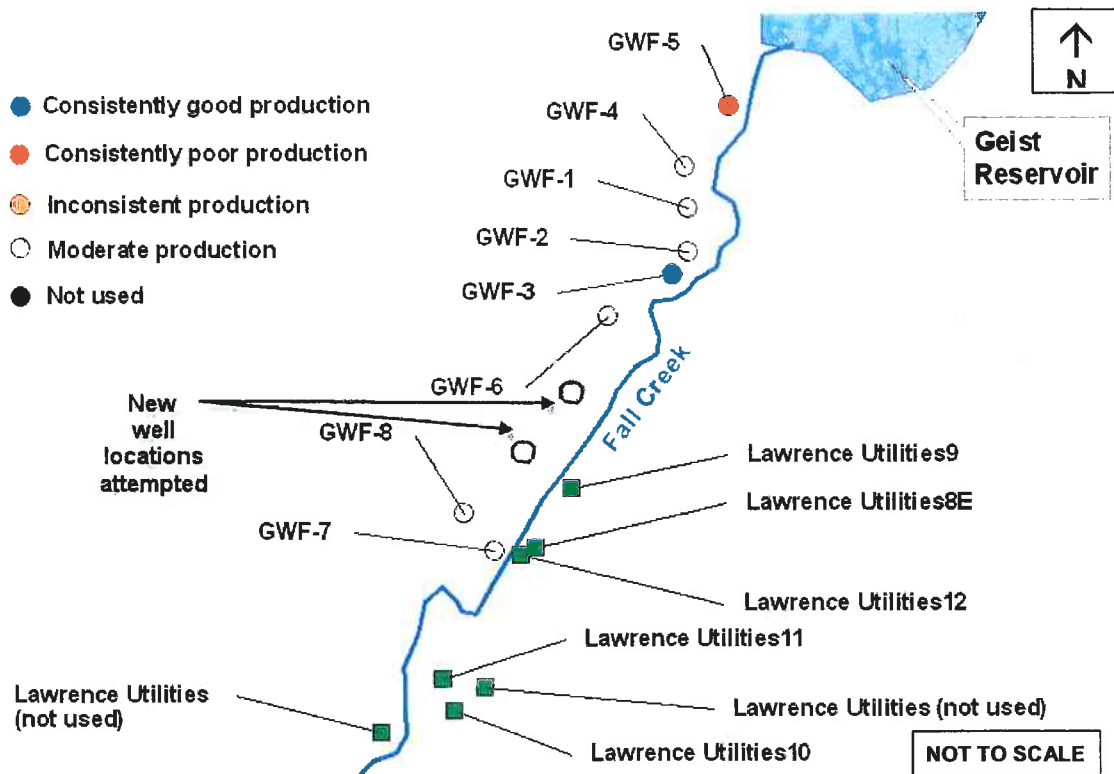 GWF-5
N
Consistently good production
GWF-4
Consistently poor production
Geist
Reservoir
GWF-1
Inconsistent production
GWF-2
Moderate production
GWF-3
Not used
Fall Creek
GWF-6
New
well
locations
attempted
GWF-8
Lawrence Utilities9
Lawrence Utilities8E
GWF-7
Lawrence Utilities12
Lawrence Utilities11
Lawrence Utilities
(not used)
Lawrence Utilities (not used)
Lawrence Utilities10
NOT TO SCALE